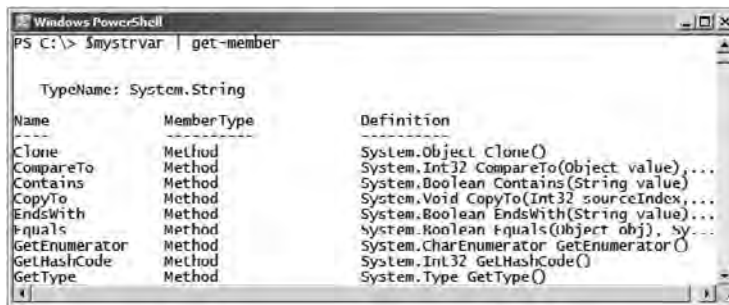 Windows PowerShell
PS C:\> $mystrvar | get-member
TypeName: System.String
Name MemberType Definition
---- ---------- ----------
Clone Method System.Object Clone()
CompareTo Method System.Int32 CompareTo(Object value),...
Contains Method System.Boolean Contains(String value)
CopyTo Method System.Void CopyTo(Int32 sourceIndex,...
EndsWith Method System.Boolean EndsWith(String value)...
Equals Method System.Boolean Equals(Object obj), Sy...
GetEnumerator Method System.CharEnumerator GetEnumerator()
GetHashCode Method System.Int32 GetHashCode()
GetType Method System.Type GetType()